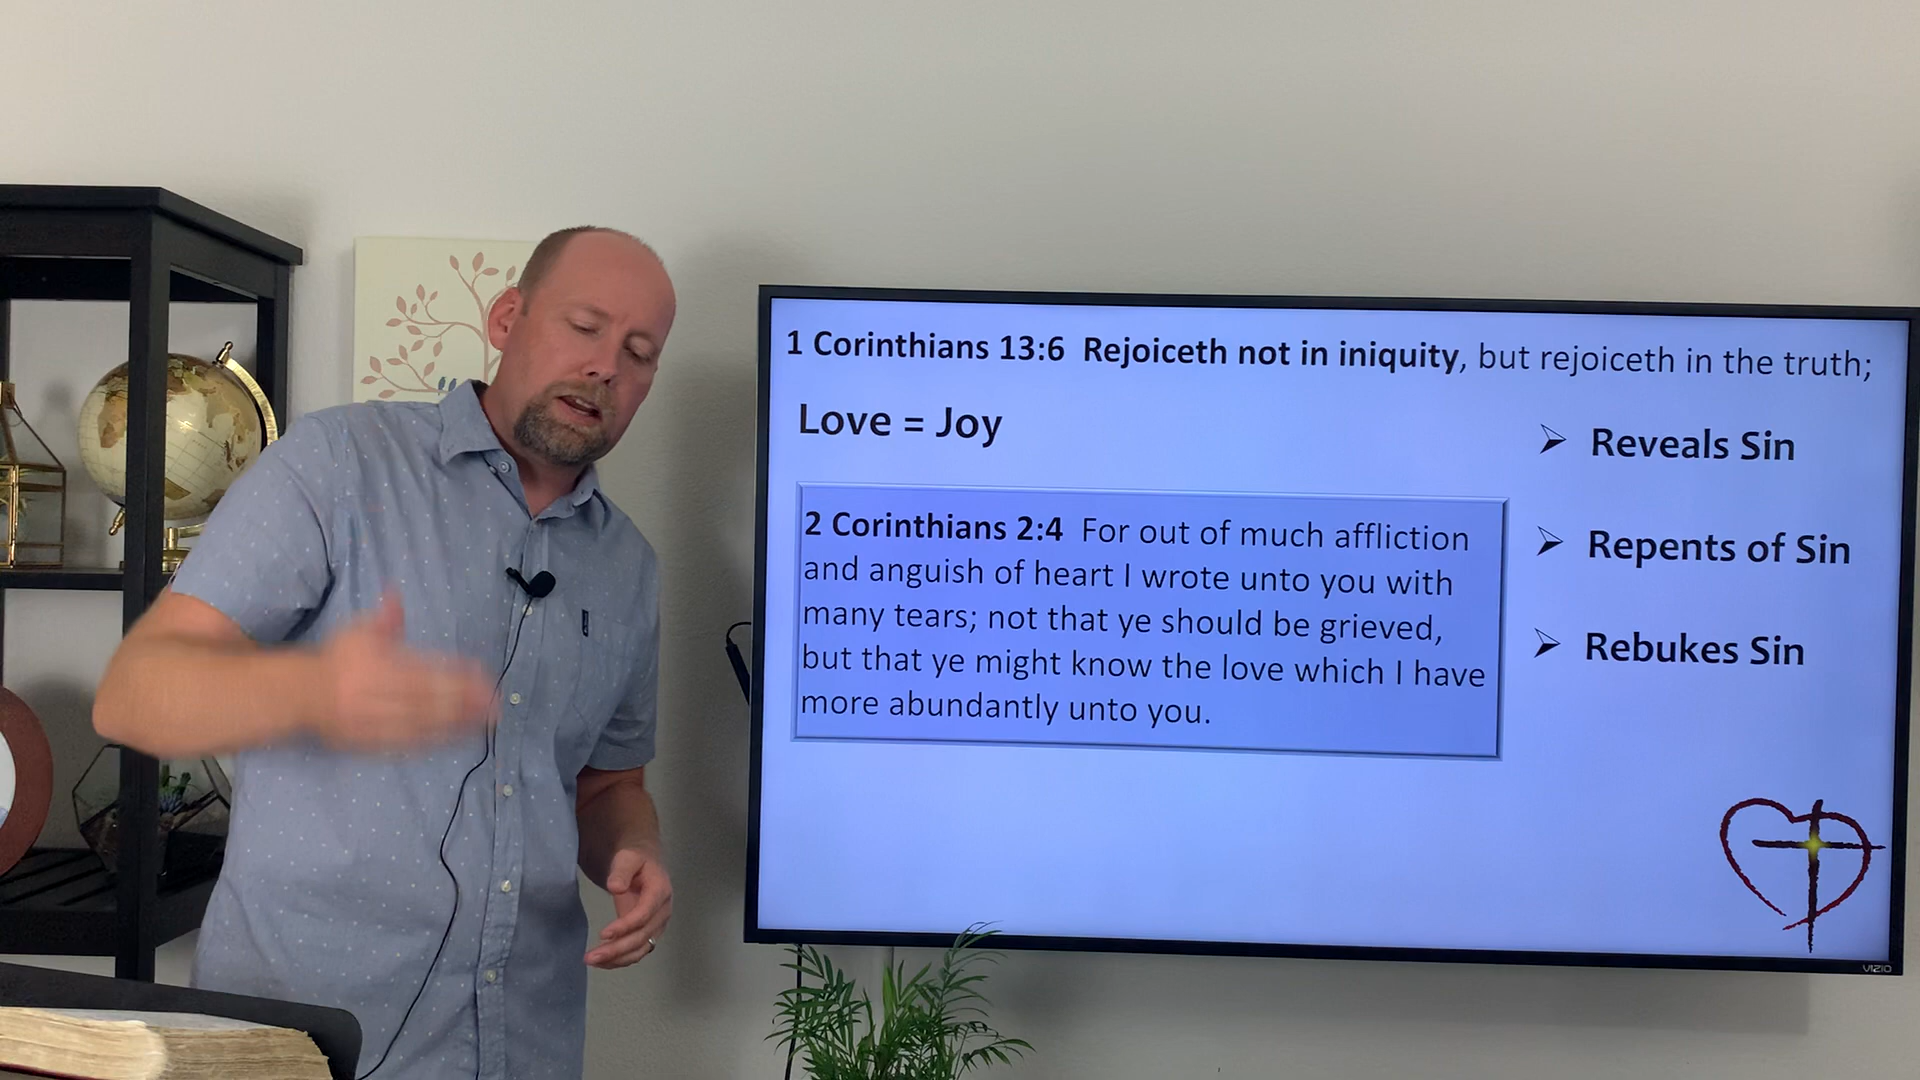 1 Corinthians 13:6 Rejoiceth not in iniquity, but rejoiceth in the truth;
Love = Joy
2 Corinthians 2:4 For out of much affliction
and anguish of heart I wrote unto you with
many tears; not that ye should be grieved,
but that ye might know the love which I have
more abundantly unto you.
➢ Reveals Sin
➢ Repents of Sin
➢ Rebukes Sin
VIZIO